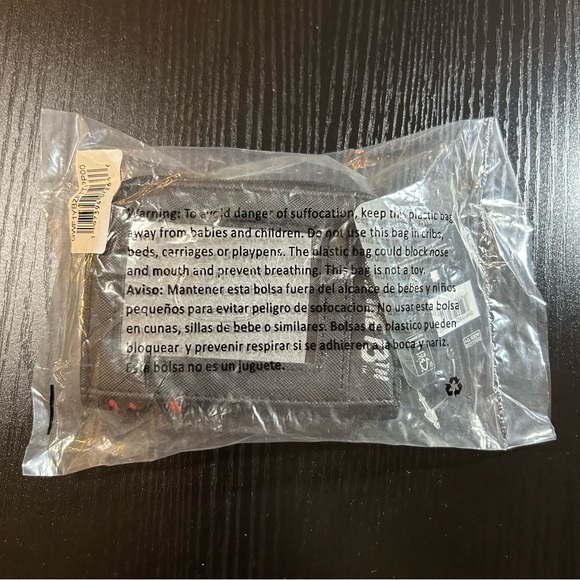 Warning: To avoid danger of suffocation, keep this plastic bag
away from babies and children. Do not use this bag in cribs,
beds, carriages or playpens. The plastic bag could block nose
and mouth and prevent breathing. This bag is not a toy.
Aviso: Mantener esta bolsa fuera del alcance de bebes y niños
pequeños para evitar peligro de sofocacion. No usar esta bolsa
en cunas, sillas de bebe o similares. Bolsas de plastico pueden
bloquear y prevenir respirar si se adhieren a la boca y nariz.
Esta bolsa no es un juguete.